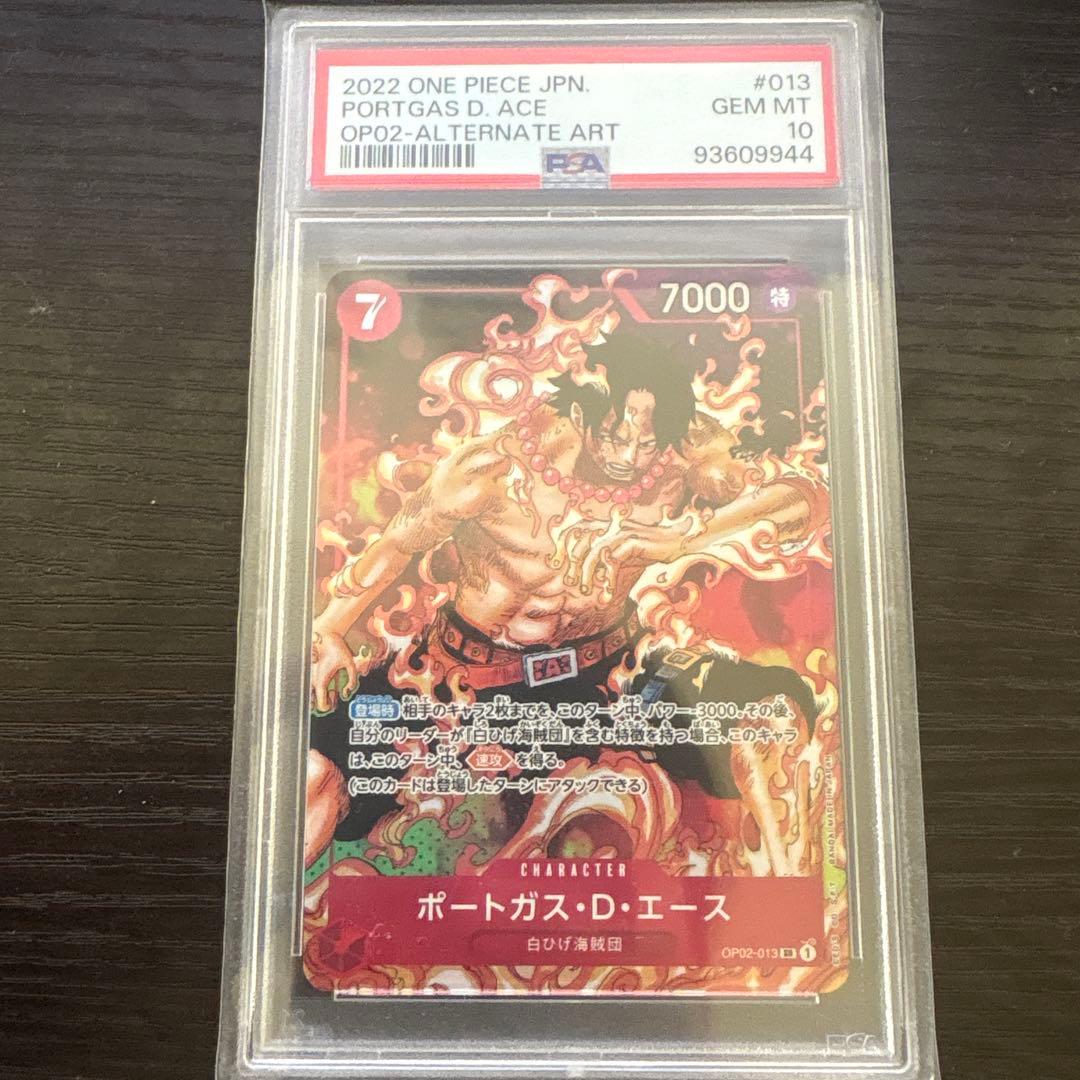 2022 ONE PIECE JPN. #013
PORTGAS D. ACE GEM MT
OP02-ALTERNATE ART 10
PSA 93609944
7 7000 特
登場時 相手のキャラ2枚までを、このターン中、パワー-3000。その後、
自分のリーダーが『白ひげ海賊団』を含む特徴を持つ場合、このキャラ
は、このターン中、速攻を得る。
(このカードは登場したターンにアタックできる)
CHARACTER
ポートガス・D・エース
白ひげ海賊団
OP02-013 SR 1
BANDAI MADE IN JAPAN
PSA